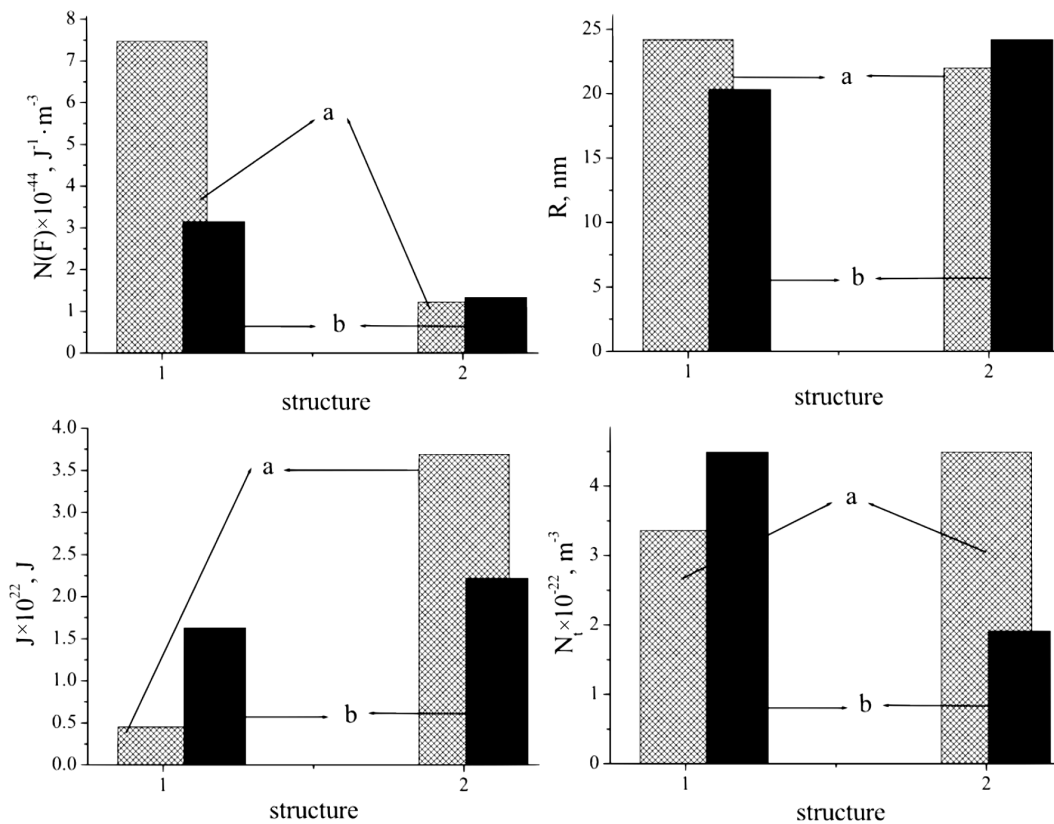 N(F)×10⁻⁴⁴, J⁻¹·m⁻³
8
7
6
5
4
3
2
1
0
a
b
1 2
structure
R, nm
25
20
15
10
5
0
a
b
1 2
structure
J×10²², J
4.0
3.5
3.0
2.5
2.0
1.5
1.0
0.5
0.0
a
b
1 2
structure
Nₜ×10⁻²², m⁻³
4
3
2
1
0
a
b
1 2
structure